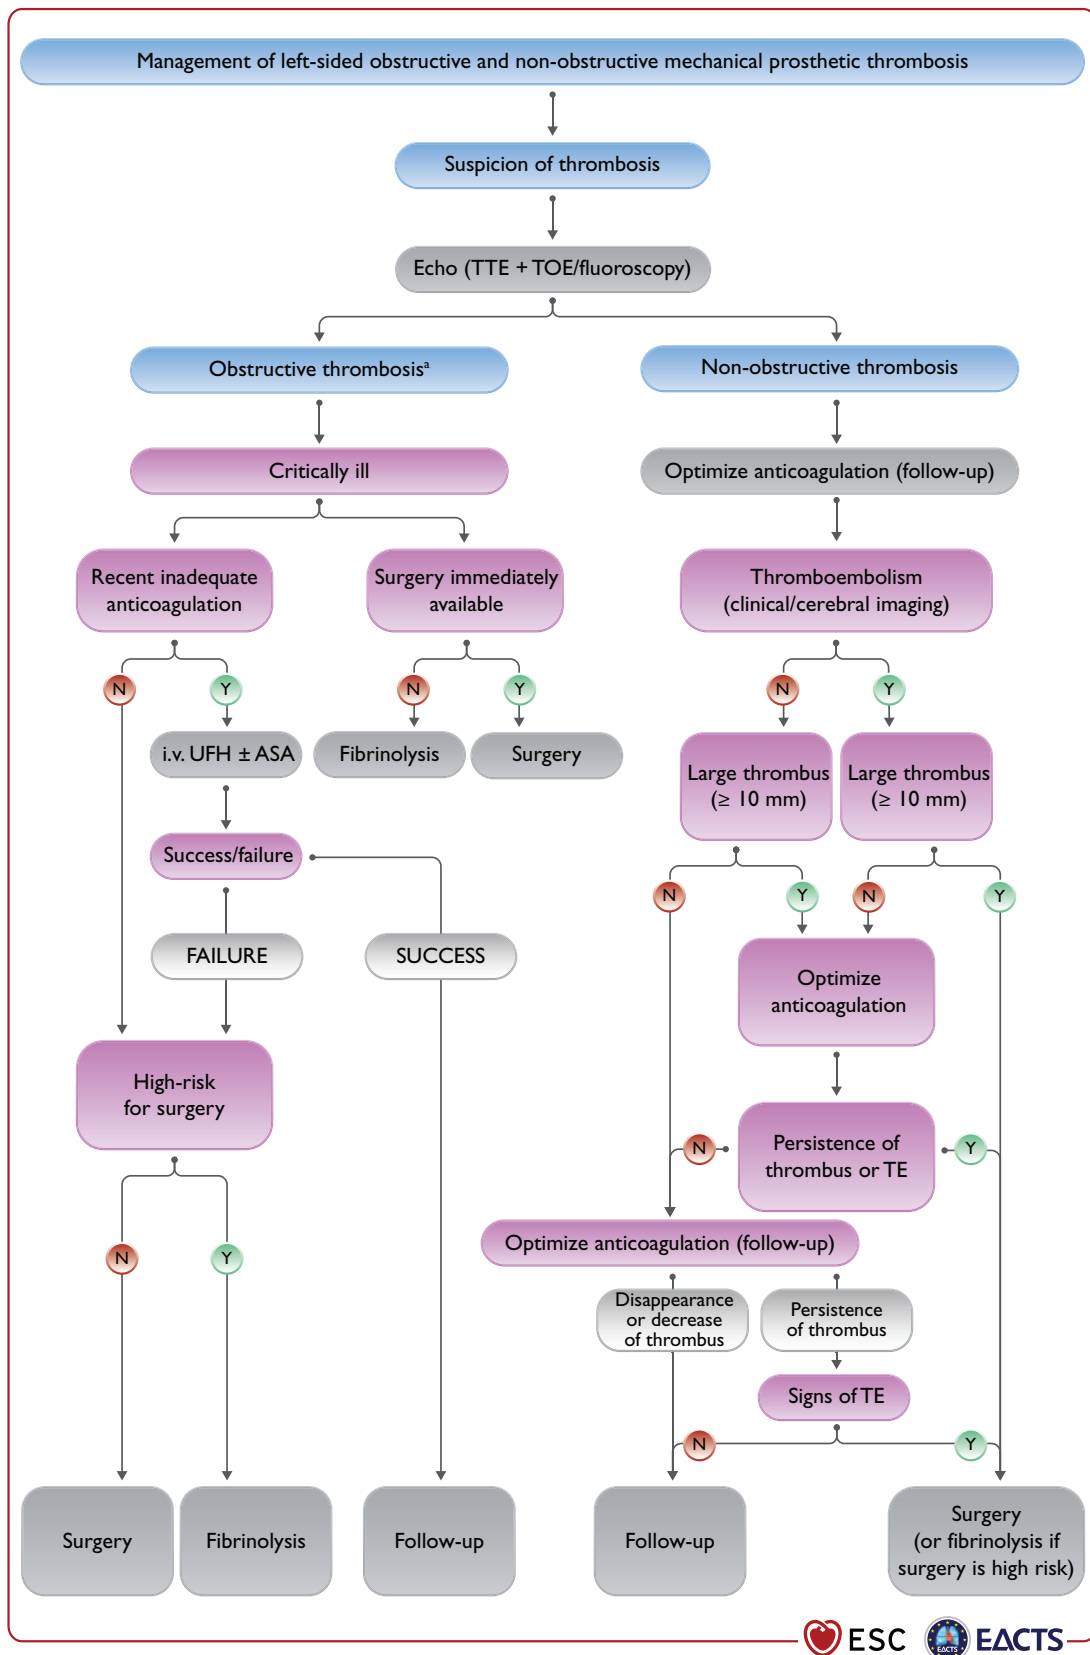 Management of left-sided obstructive and non-obstructive mechanical prosthetic thrombosis
Suspicion of thrombosis
Echo (TTE + TOE/fluoroscopy)
Obstructive thrombosisᵃ
Non-obstructive thrombosis
Critically ill
Optimize anticoagulation (follow-up)
Recent inadequate
anticoagulation
Surgery immediately
available
Thromboembolism
(clinical/cerebral imaging)
N
Y
N
Y
N
Y
i.v. UFH ± ASA
Fibrinolysis
Surgery
Large thrombus
(≥ 10 mm)
Large thrombus
(≥ 10 mm)
Success/failure
N
Y
N
Y
FAILURE
SUCCESS
Optimize
anticoagulation
High-risk
for surgery
Persistence of
thrombus or TE
N
Y
Optimize anticoagulation (follow-up)
N
Y
Disappearance
or decrease
of thrombus
Persistence
of thrombus
Signs of TE
N
Y
Surgery
Fibrinolysis
Follow-up
Follow-up
Surgery
(or fibrinolysis if
surgery is high risk)
ESC
EΔCTS